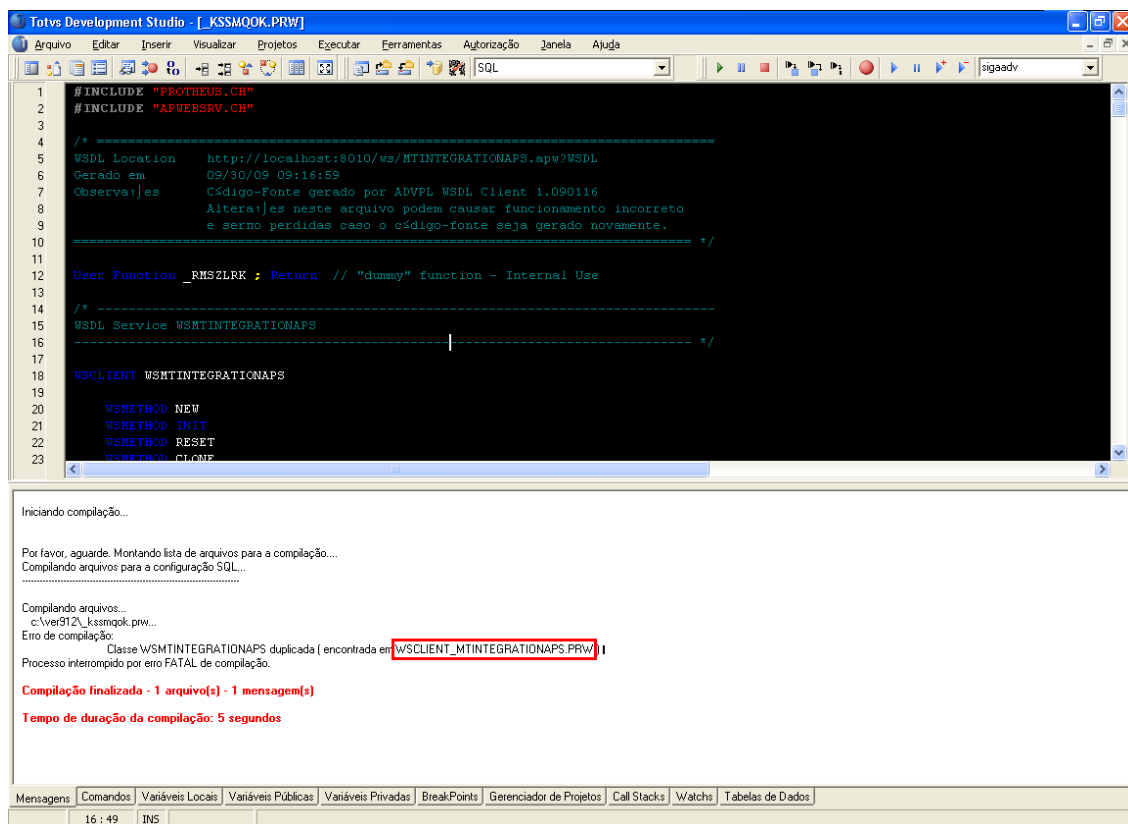 Totvs Development Studio - [_KSSMQOK.PRW]
Arquivo Editar Inserir Visualizar Projetos Executar Ferramentas Autorização Janela Ajuda
SQL sigaadv
1 #INCLUDE "PROTHEUS.CH"
2 #INCLUDE "APWEBSRV.CH"
3
4 /* ===============================================================================
5 WSDL Location http://localhost:8010/ws/MTINTEGRATIONAPS.apw?WSDL
6 Gerado em 09/30/09 09:16:59
7 Observaτ⌡es C≤digo-Fonte gerado por ADVPL WSDL Client 1.090116
8 Alteraτ⌡es neste arquivo podem causar funcionamento incorreto
9 e serπo perdidas caso o c≤digo-fonte seja gerado novamente.
10 =============================================================================== */
11
12 User Function _RMSZLRK ; Return // "dummy" function - Internal Use
13
14 /* -------------------------------------------------------------------------------
15 WSDL Service WSMTINTEGRATIONAPS
16 ------------------------------------------------------------------------------- */
17
18 WSCLIENT WSMTINTEGRATIONAPS
19
20 WSMETHOD NEW
21 WSMETHOD INIT
22 WSMETHOD RESET
23 WSMETHOD CLONE
Iniciando compilação...
Por favor, aguarde. Montando lista de arquivos para a compilação....
Compilando arquivos para a configuração SQL...
--------------------------------------------------------------------------
Compilando arquivos...
c:\ver912\_kssmqok.prw...
Erro de compilação:
Classe WSMTINTEGRATIONAPS duplicada ( encontrada em WSCLIENT_MTINTEGRATIONAPS.PRW )
Processo interrompido por erro FATAL de compilação.
Compilação finalizada - 1 arquivo(s) - 1 mensagem(s)
Tempo de duração da compilação: 5 segundos
Mensagens Comandos Variáveis Locais Variáveis Públicas Variáveis Privadas BreakPoints Gerenciador de Projetos Call Stacks Watchs Tabelas de Dados
16 : 49 INS